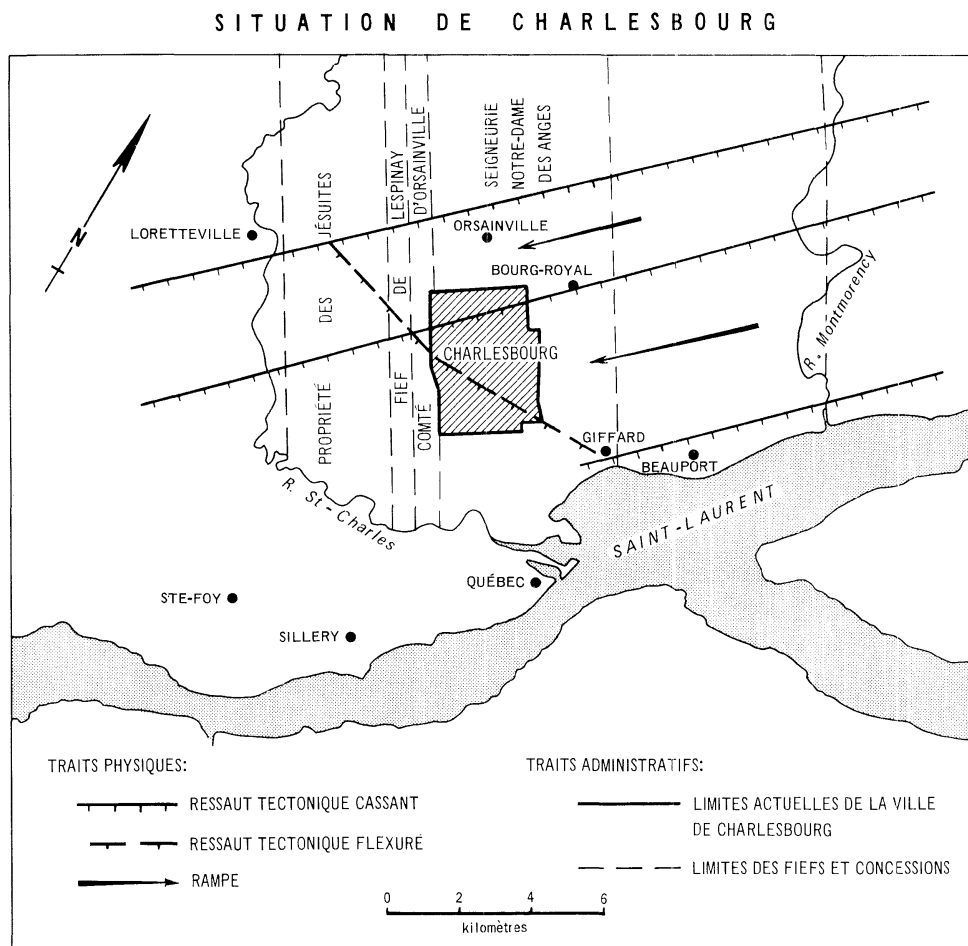 SITUATION DE CHARLESBOURG
N
LORETTEVILLE
PROPRIÉTÉ DES JÉSUITES
FIEF DE LESPINAY
COMTÉ D'ORSAINVILLE
SEIGNEURIE
NOTRE-DAME
DES ANGES
ORSAINVILLE
BOURG-ROYAL
R. Montmorency
CHARLESBOURG
GIFFARD
BEAUPORT
R. St-Charles
SAINT-LAURENT
QUÉBEC
STE-FOY
SILLERY
TRAITS PHYSIQUES:
RESSAUT TECTONIQUE CASSANT
RESSAUT TECTONIQUE FLEXURÉ
RAMPE
TRAITS ADMINISTRATIFS:
LIMITES ACTUELLES DE LA VILLE
DE CHARLESBOURG
LIMITES DES FIEFS ET CONCESSIONS
0 2 4 6
kilomètres